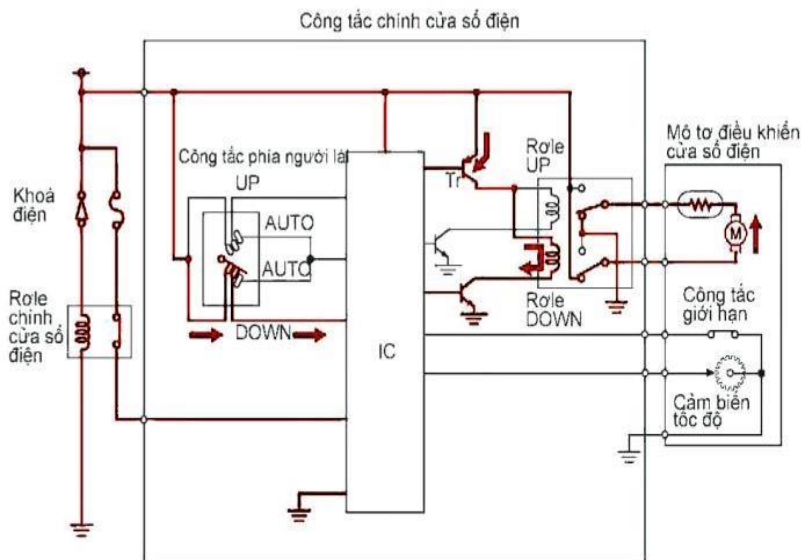 Công tắc chính cửa sổ điện
Công tắc phía người lái
UP
AUTO
AUTO
DOWN
Khoá
điện
Rơle
chính
cửa sổ
điện
IC
Tr
Rơle
UP
Rơle
DOWN
Mô tơ điều khiển
cửa sổ điện
M
Công tắc
giới hạn
Cảm biến
tốc độ